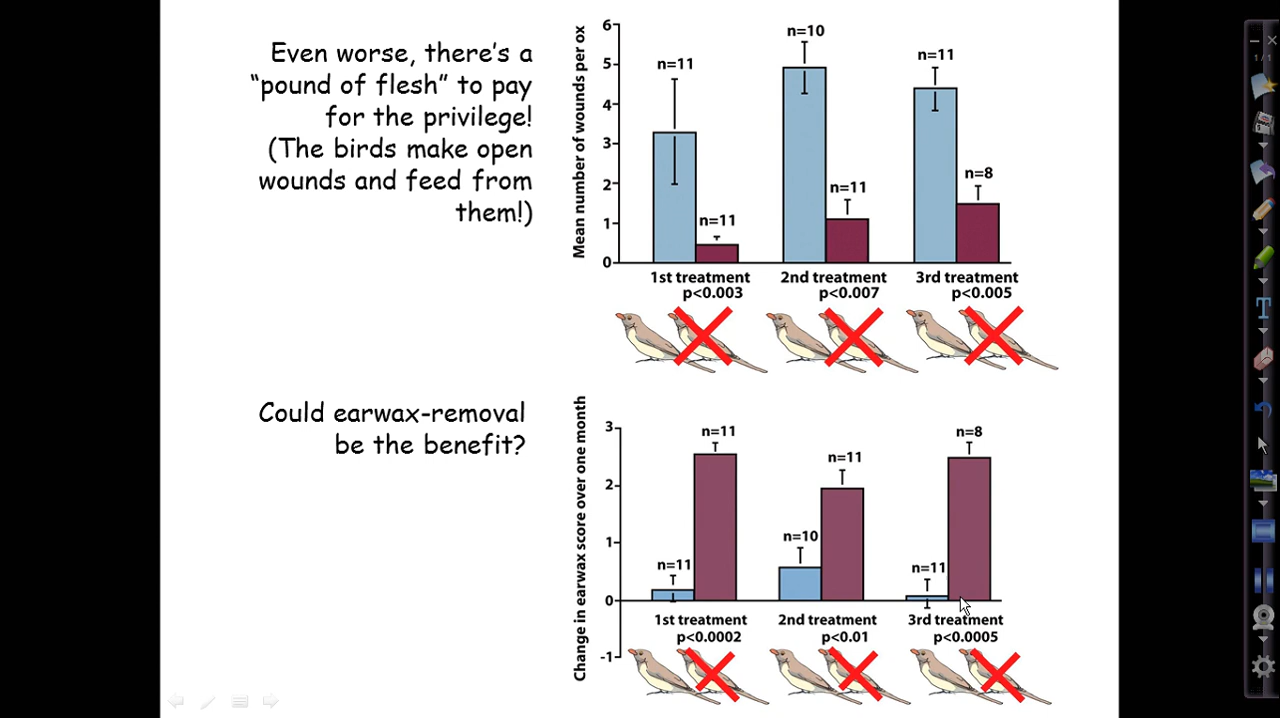 Even worse, there's a
"pound of flesh" to pay
for the privilege!
(The birds make open
wounds and feed from
them!)
Mean number of wounds per ox
6
5
4
3
2
1
0
n=11
n=11
n=10
n=11
n=11
n=8
1st treatment
p<0.003
2nd treatment
p<0.007
3rd treatment
p<0.005
Could earwax-removal
be the benefit?
Change in earwax score over one month
3
2
1
0
-1
n=11
n=11
n=10
n=11
n=11
n=8
1st treatment
p<0.0002
2nd treatment
p<0.01
3rd treatment
p<0.0005
1/1
T